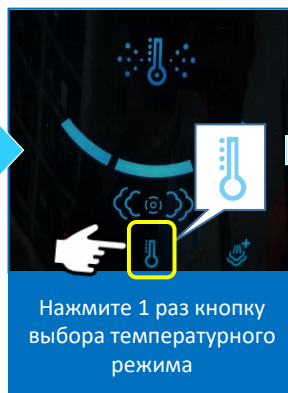 Нажмите 1 раз кнопку
выбора температурного
режима